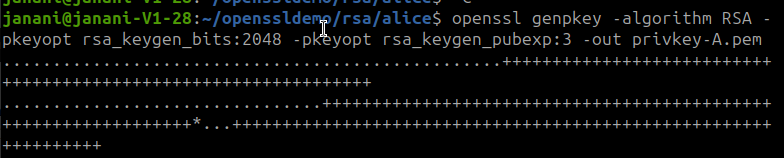 janani@janani-V1-28:~/openssldemo/rsa/alice$ openssl genpkey -algorithm RSA -
pkeyopt rsa_keygen_bits:2048 -pkeyopt rsa_keygen_pubexp:3 -out privkey-A.pem
..................................................+++++++++++++++++++++++++++
+++++++++++++++++++++++++++++++++++++
................................+++++++++++++++++++++++++++++++++++++++++++++
+++++++++++++++++++*...++++++++++++++++++++++++++++++++++++++++++++++++++++++
++++++++++